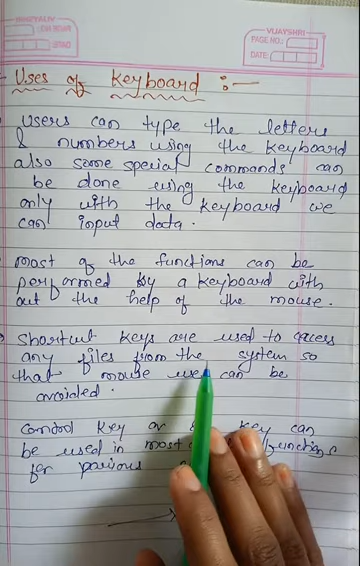 VIJAYSHRI
PAGE NO.:
DATE:
Uses of Keyboard :-
Users can type the letters
& numbers using the keyboard
also some special commands can
be done using the keyboard
only with the keyboard we
can input data.
most of the functions can be
performed by a keyboard with
out the help of the mouse.
Shortcut keys are used to access
any files from the system so
that mouse use can be
avoided.
key or key can
be used in most functions
for various